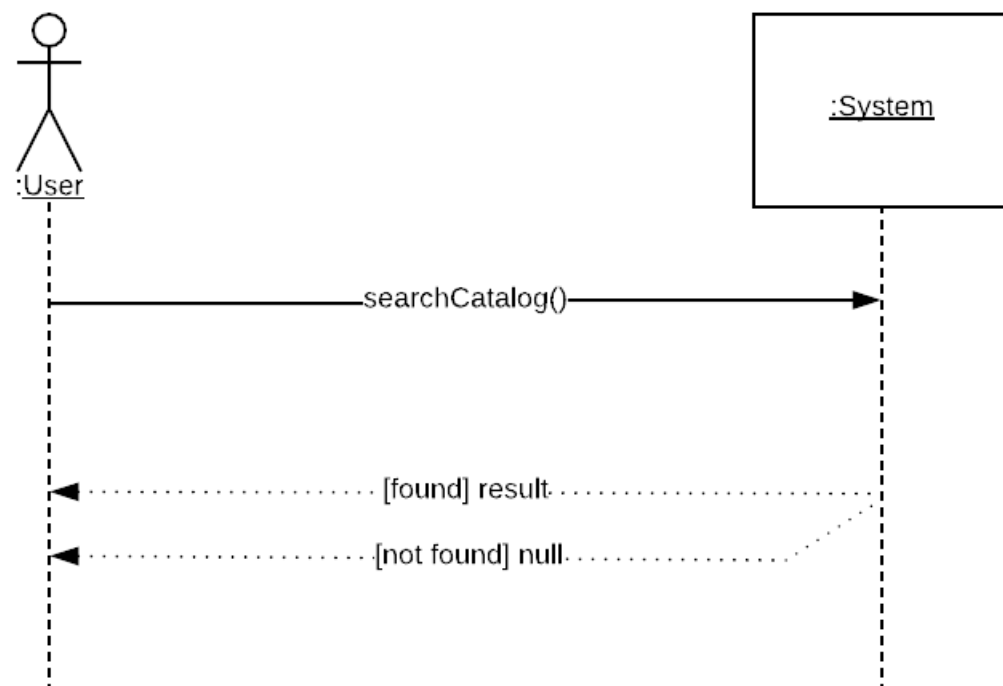 :System
:User
searchCatalog()
[found] result
[not found] null